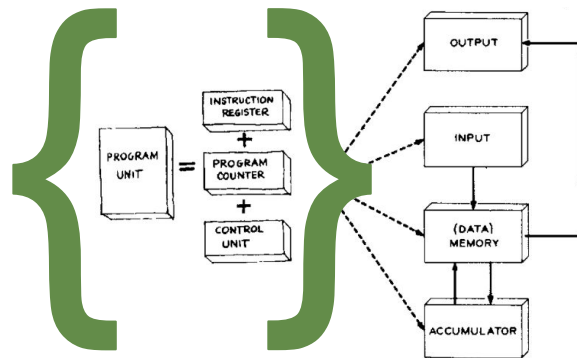 PROGRAM
UNIT
=
INSTRUCTION
REGISTER
+
PROGRAM
COUNTER
+
CONTROL
UNIT
OUTPUT
INPUT
(DATA)
MEMORY
ACCUMULATOR